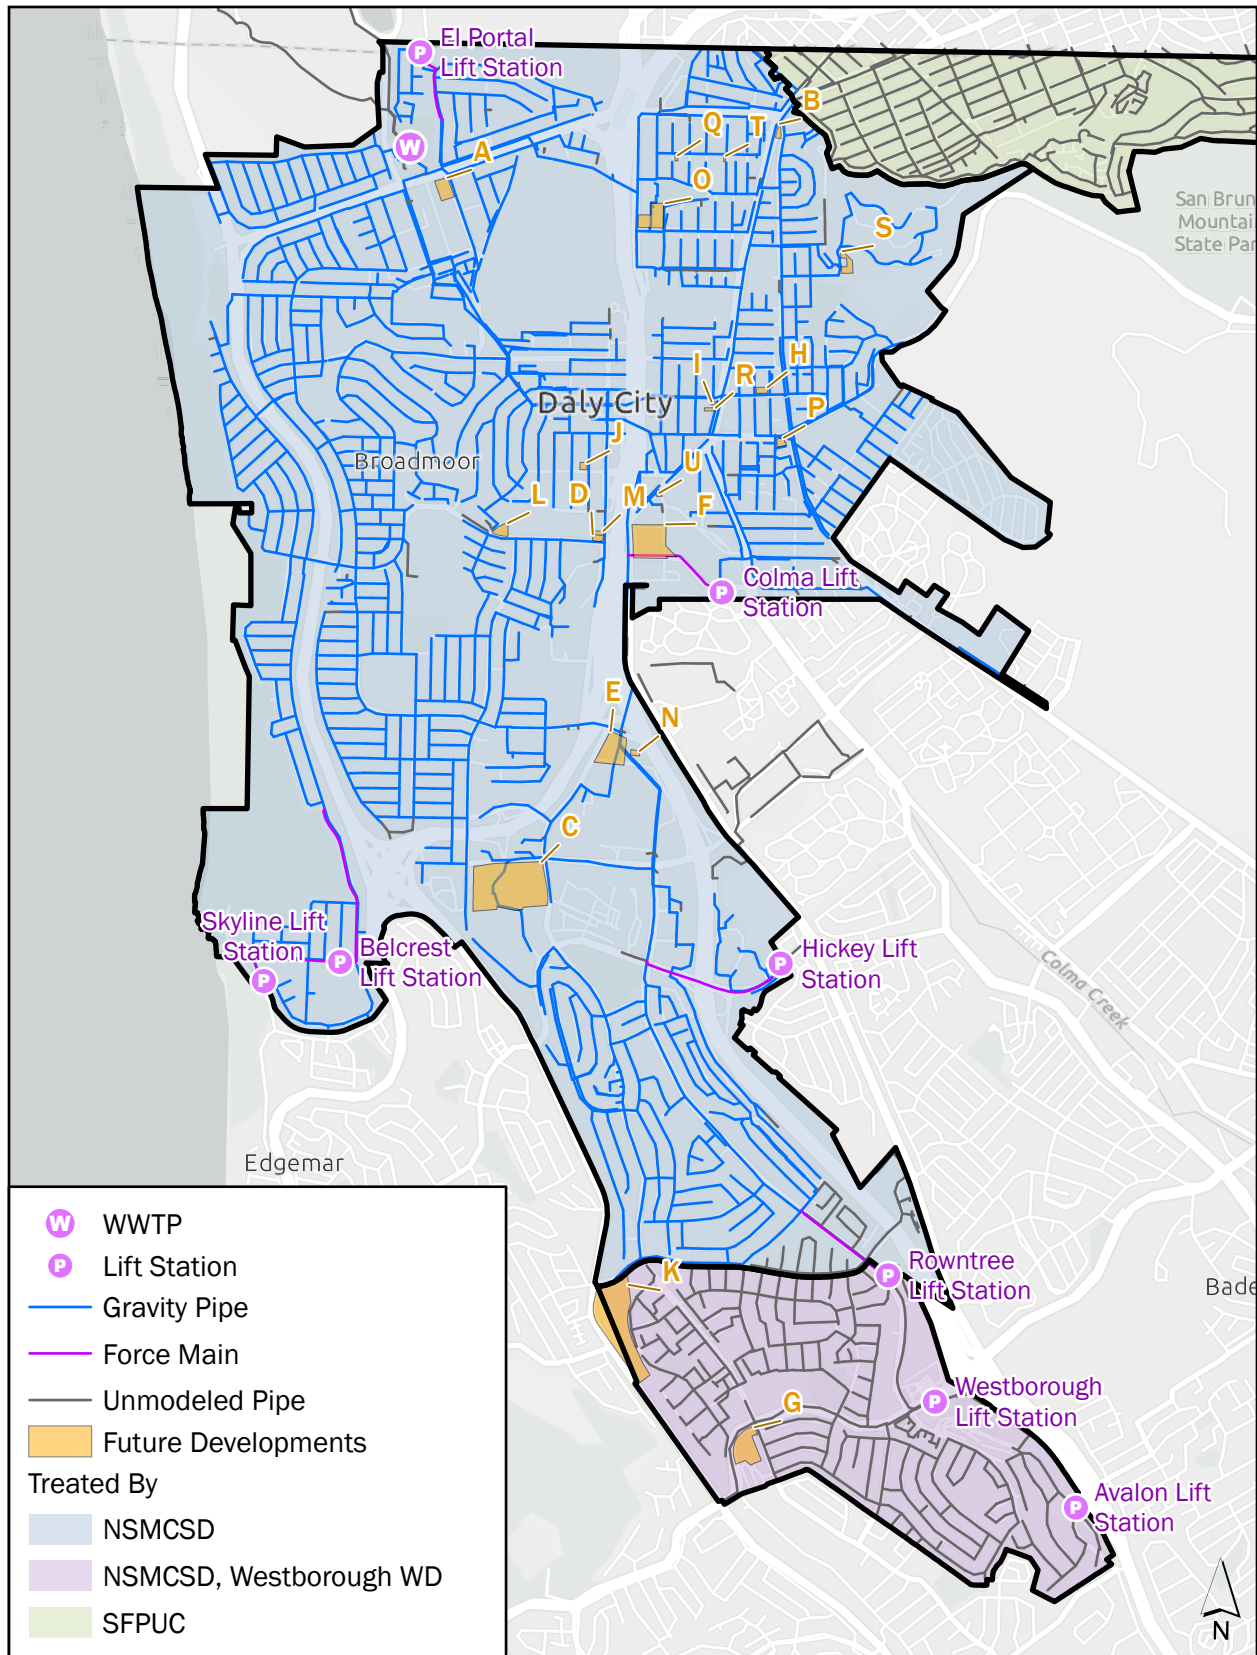 P
El Portal
Lift Station
B
Q
T
W
A
O
San Brun
Mountai
State Par
S
I
R
H
Daly City
P
J
Broadmoor
U
L
D
M
F
P
Colma Lift
Station
E
N
C
Skyline Lift
Station
P
Belcrest
Lift Station
P
P
Hickey Lift
Station
Colma Creek
Edgemar
K
P
Rowntree
Lift Station
Bade
P
Westborough
Lift Station
G
P
Avalon Lift
Station
W WWTP
P Lift Station
Gravity Pipe
Force Main
Unmodeled Pipe
Future Developments
Treated By
NSMCSD
NSMCSD, Westborough WD
SFPUC
N